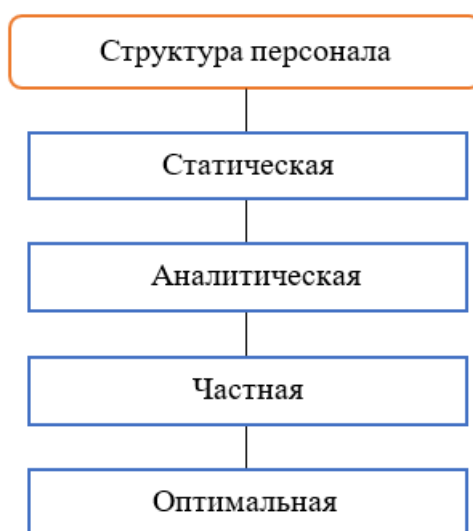 Структура персонала
Статическая
Аналитическая
Частная
Оптимальная